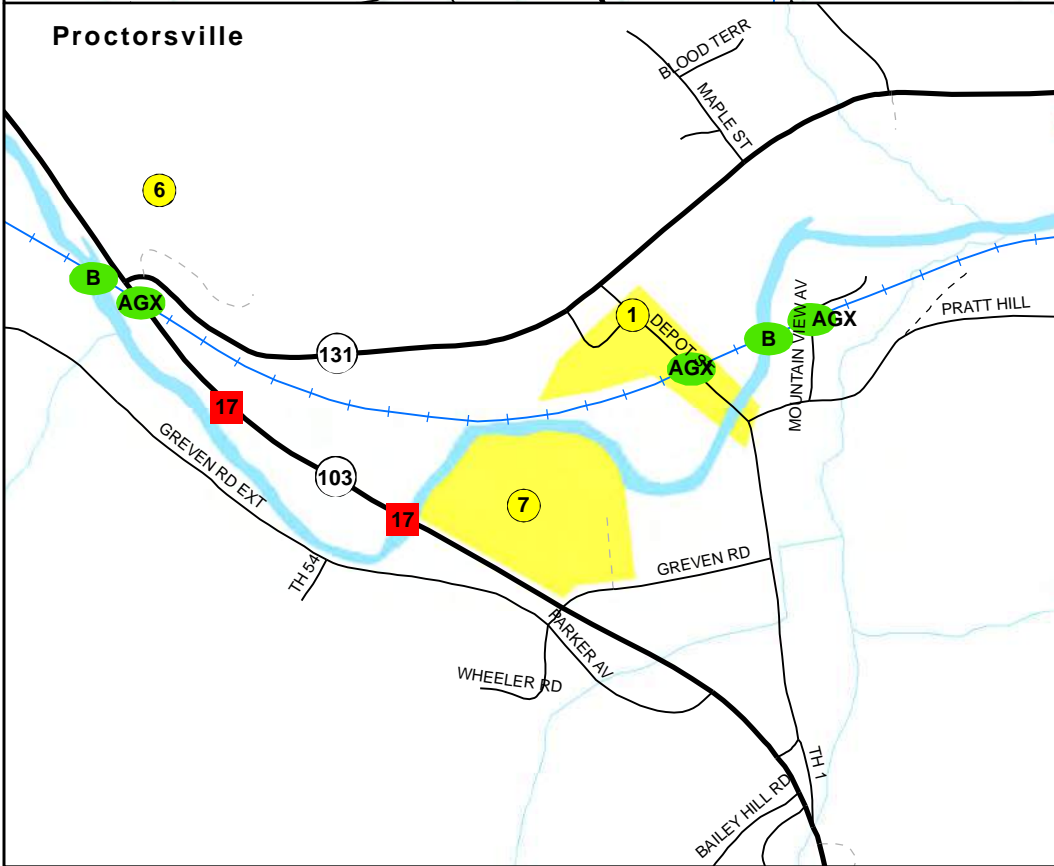 Proctorsville
BLOOD TERR
MAPLE ST
6
B
AGX
131
1
DEPOT
AGX
B
AGX
MOUNTAIN VIEW AV
PRATT HILL
17
GREVEN RD EXT
103
17
7
TH 54
GREVEN RD
PARKER AV
WHEELER RD
TH 1
BAILEY HILL RD